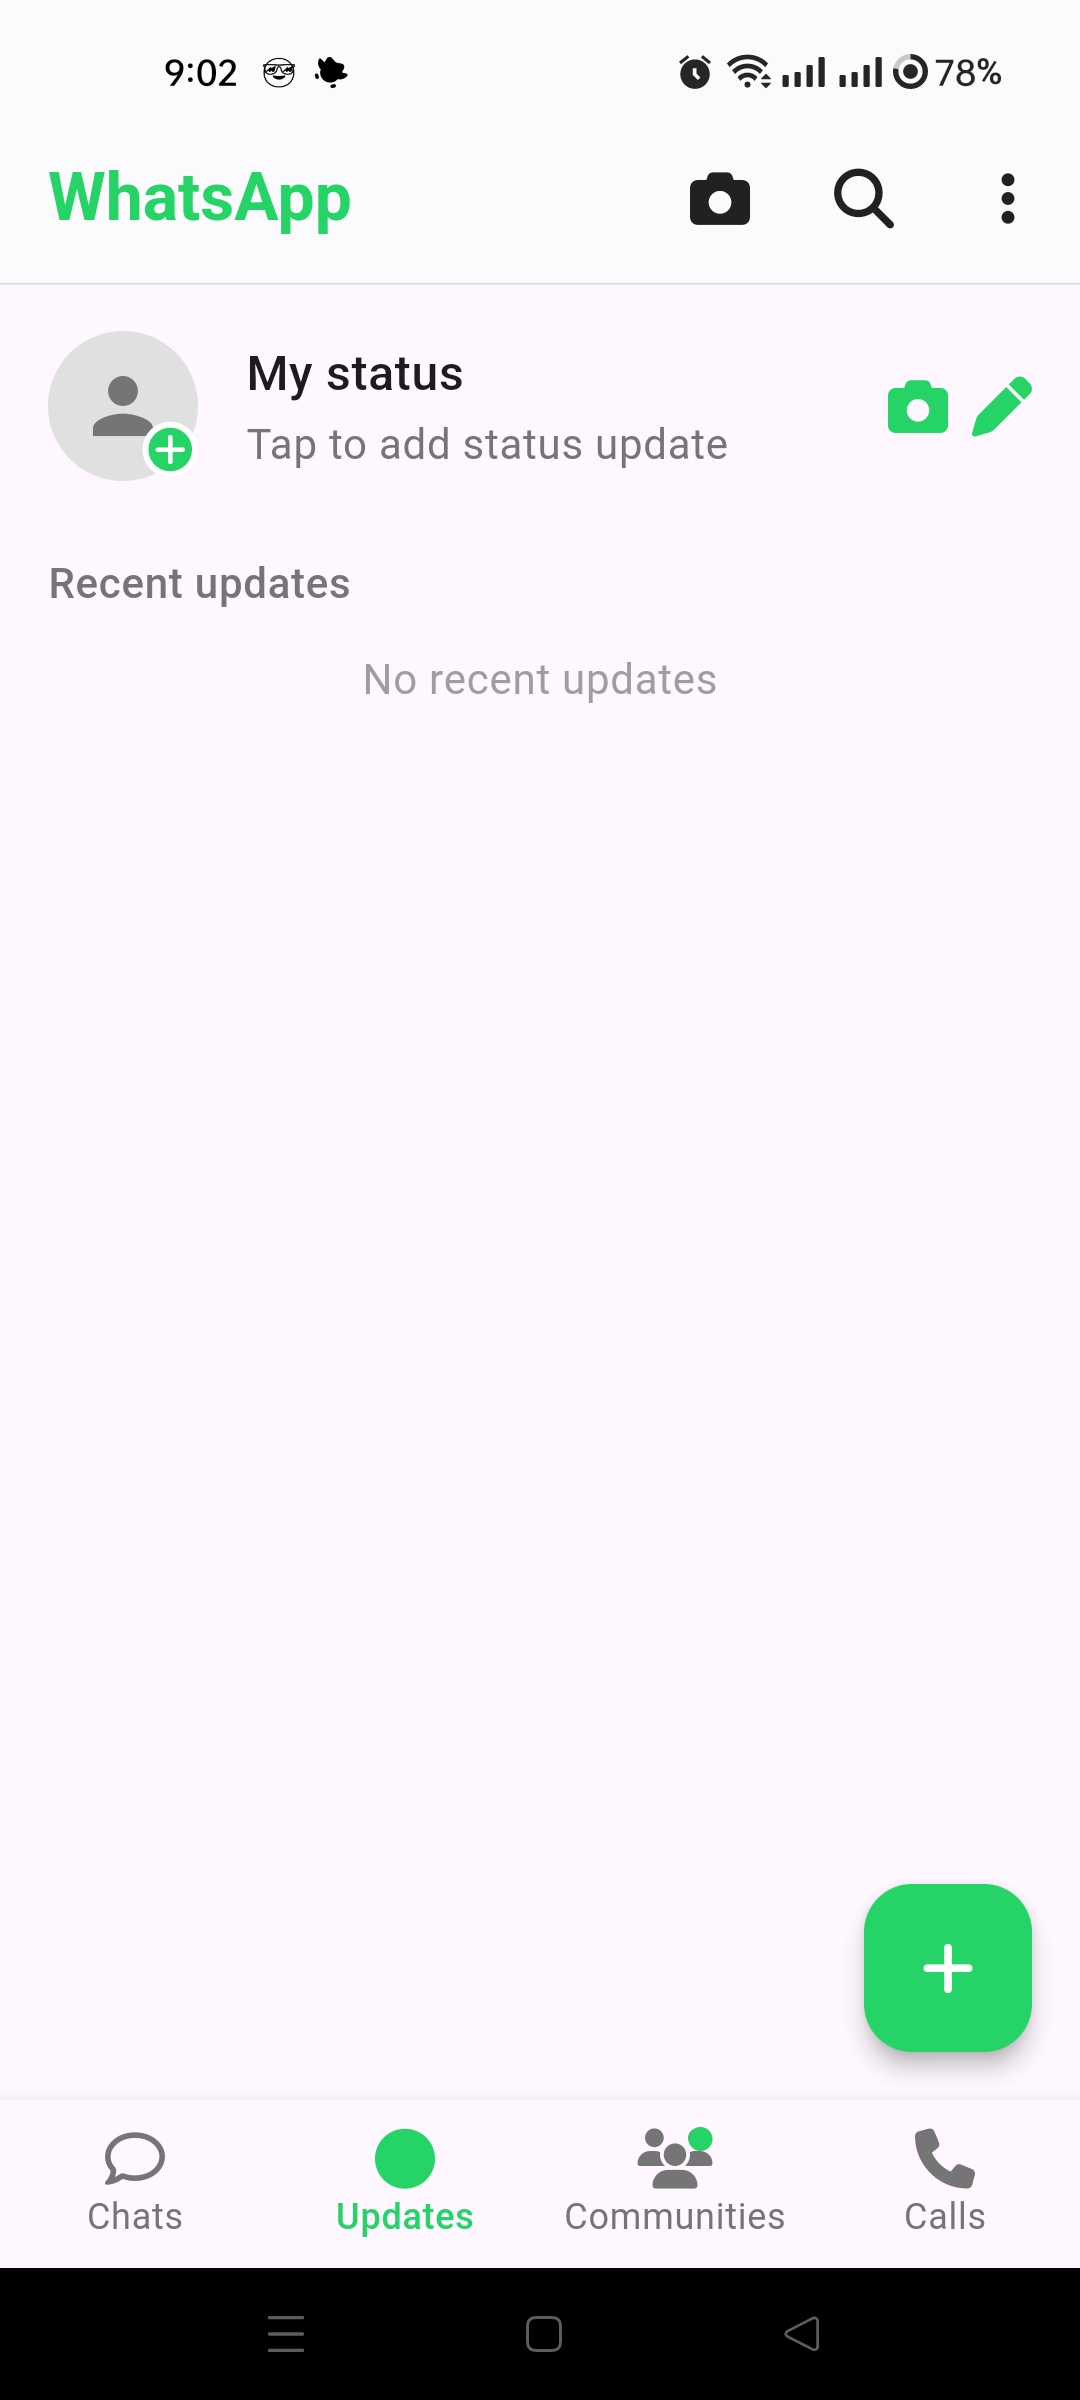 9:02
78%
WhatsApp
My status
Tap to add status update
Recent updates
No recent updates
Chats
Updates
Communities
Calls